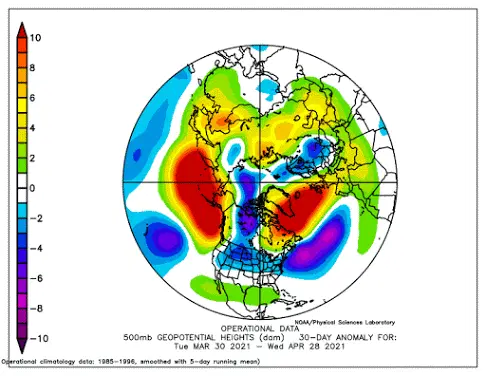 10
8
6
4
2
0
−2
−4
−6
−8
−10
NOAA/Physical Sciences Laboratory
OPERATIONAL DATA
500mb GEOPOTENTIAL HEIGHTS (dam) 30-DAY ANOMALY FOR:
Tue MAR 30 2021 − Wed APR 28 2021
Operational climatology data: 1985-1996, smoothed with 5-day running mean)